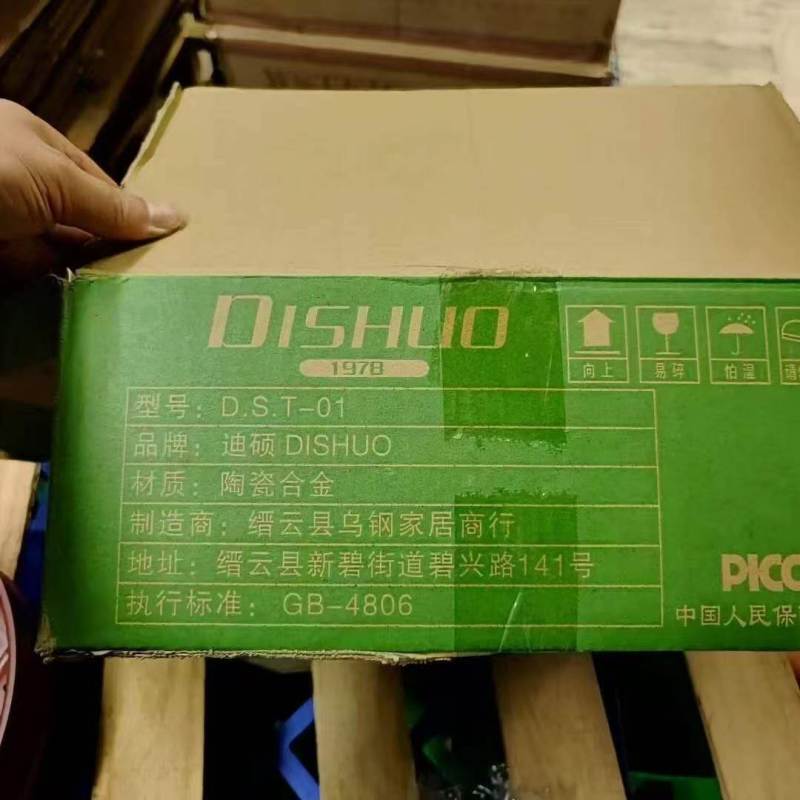 DISHUO
1978
向上
易碎
怕湿
型号：D.S.T-01
品牌：迪硕 DISHUO
材质：陶瓷合金
制造商：缙云县乌钢家居商行
地址：缙云县新碧街道碧兴路141号
执行标准：GB-4806
PICC
中国人民保